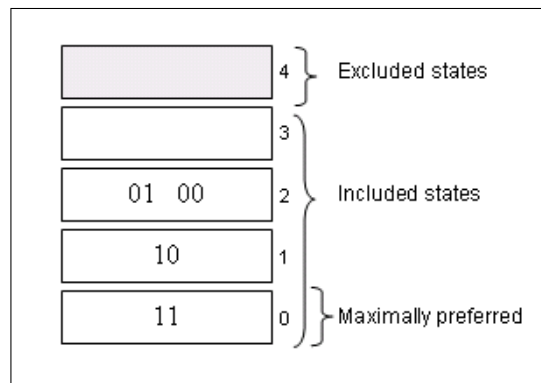 4 Excluded states
3
01 00 2 Included states
10 1
11 0 Maximally preferred